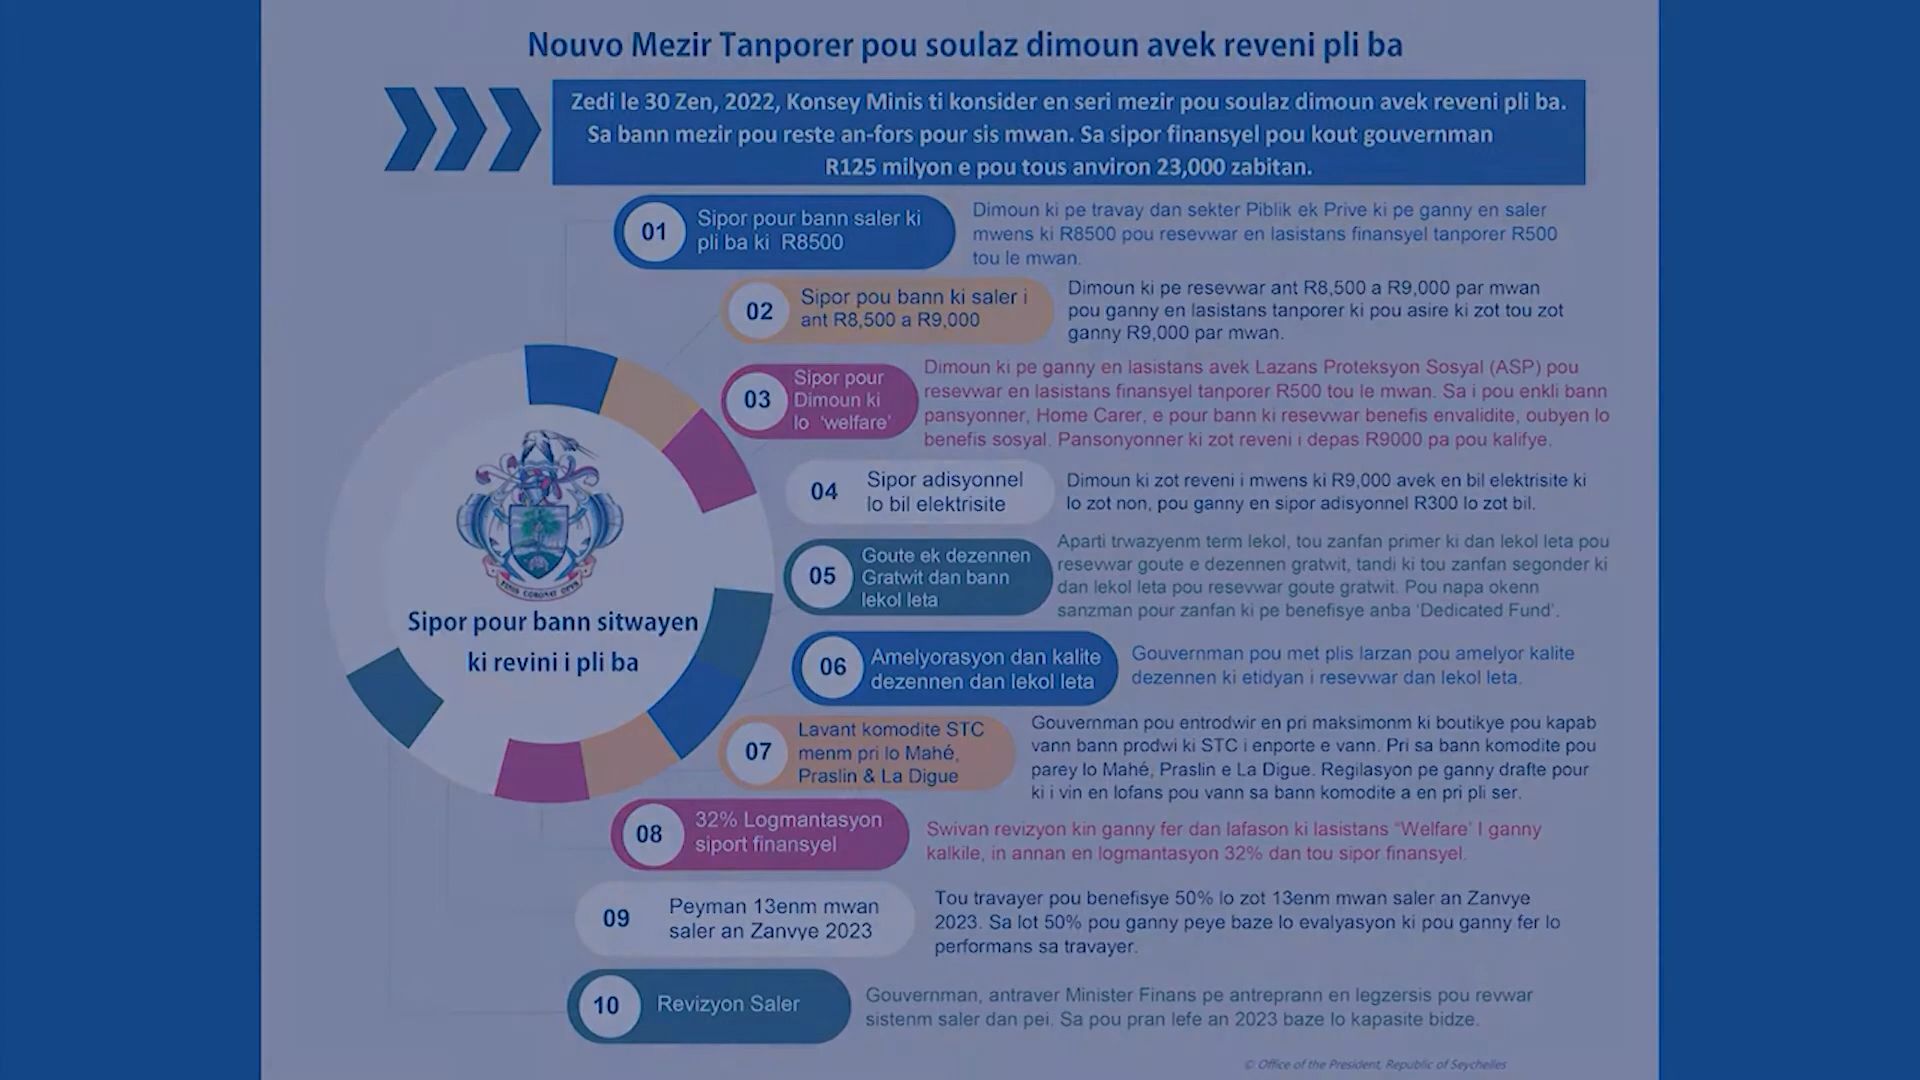 Nouvo Mezir Tanporer pou soulaz dimoun avek reveni pli ba
Zedi le 30 Zen, 2022, Konsey Minis ti konsider en seri mezir pou soulaz dimoun avek reveni pli ba.
Sa bann mezir pou reste an-fors pour sis mwan. Sa sipor finansyel pou kout gouvernman
R125 milyon e pou tous anviron 23,000 zabitan.
01
Sipor pour bann saler ki
pli ba ki R8500
Dimoun ki pe travay dan sekter Piblik ek Prive ki pe ganny en saler
mwens ki R8500 pou resevwar en lasistans finansyel tanporer R500
tou le mwan.
02
Sipor pou bann ki saler i
ant R8,500 a R9,000
Dimoun ki pe resevwar ant R8,500 a R9,000 par mwan
pou ganny en lasistans tanporer ki pou asire ki zot tou zot
ganny R9,000 par mwan.
03
Sipor pour
Dimoun ki
lo 'welfare'
Dimoun ki pe ganny en lasistans avek Lazans Proteksyon Sosyal (ASP) pou
resevwar en lasistans finansyel tanporer R500 tou le mwan. Sa i pou enkli bann
pansyonner, Home Carer, e pour bann ki resevwar benefis envalidite, oubyen lo
benefis sosyal. Pansonyonner ki zot reveni i depas R9000 pa pou kalifye.
04
Sipor adisyonnel
lo bil elektrisite
Dimoun ki zot reveni i mwens ki R9,000 avek en bil elektrisite ki
lo zot non, pou ganny en sipor adisyonnel R300 lo zot bil.
05
Goute ek dezennen
Gratwit dan bann
lekol leta
Aparti trwazyenm term lekol, tou zanfan primer ki dan lekol leta pou
resevwar goute e dezennen gratwit, tandi ki tou zanfan segonder ki
dan lekol leta pou resevwar goute gratwit. Pou napa okenn
sanzman pour zanfan ki pe benefisye anba 'Dedicated Fund'.
UNIS CORONAT OPUS
Sipor pour bann sitwayen
ki revini i pli ba
06
Amelyorasyon dan kalite
dezennen dan lekol leta
Gouvernman pou met plis larzan pou amelyor kalite
dezennen ki etidyan i resevwar dan lekol leta.
07
Lavant komodite STC
menm pri lo Mahé,
Praslin & La Digue
Gouvernman pou entrodwir en pri maksimonm ki boutikye pou kapab
vann bann prodwi ki STC i enporte e vann. Pri sa bann komodite pou
parey lo Mahé, Praslin e La Digue. Regilasyon pe ganny drafte pour
ki i vin en lofans pou vann sa bann komodite a en pri pli ser.
08
32% Logmantasyon
siport finansyel
Swivan revizyon kin ganny fer dan lafason ki lasistans "Welfare' I ganny
kalkile, in annan en logmantasyon 32% dan tou sipor finansyel.
09
Peyman 13enm mwan
saler an Zanvye 2023
Tou travayer pou benefisye 50% lo zot 13enm mwan saler an Zanvye
2023. Sa lot 50% pou ganny peye baze lo evalyasyon ki pou ganny fer lo
performans sa travayer.
10
Revizyon Saler
Gouvernman, antraver Minister Finans pe antreprann en legzersis pou revwar
sistenm saler dan pei. Sa pou pran lefe an 2023 baze lo kapasite bidze.
© Office of the President, Republic of Seychelles